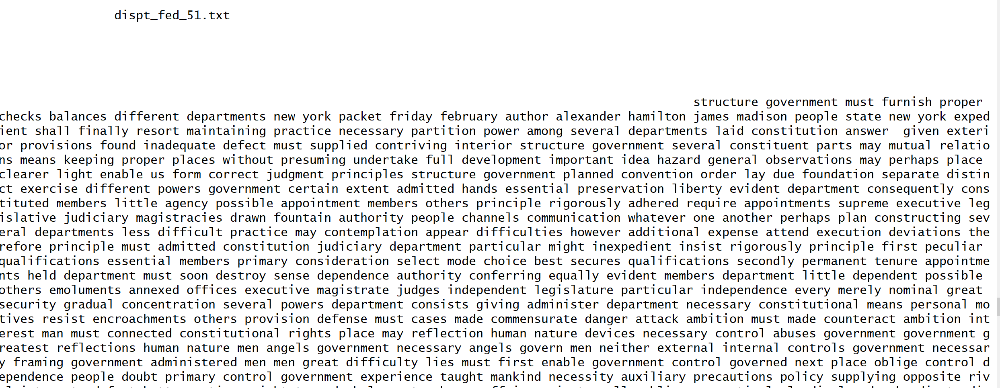 dispt_fed_51.txt
structure government must furnish proper
checks balances different departments new york packet friday february author alexander hamilton james madison people state new york exped
ient shall finally resort maintaining practice necessary partition power among several departments laid constitution answer  given exteri
or provisions found inadequate defect must supplied contriving interior structure government several constituent parts may mutual relatio
ns means keeping proper places without presuming undertake full development important idea hazard general observations may perhaps place
clearer light enable us form correct judgment principles structure government planned convention order lay due foundation separate distin
ct exercise different powers government certain extent admitted hands essential preservation liberty evident department consequently cons
tituted members little agency possible appointment members others principle rigorously adhered require appointments supreme executive leg
islative judiciary magistracies drawn fountain authority people channels communication whatever one another perhaps plan constructing sev
eral departments less difficult practice may contemplation appear difficulties however additional expense attend execution deviations the
refore principle must admitted constitution judiciary department particular might inexpedient insist rigorously principle first peculiar
qualifications essential members primary consideration select mode choice best secures qualifications secondly permanent tenure appointme
nts held department must soon destroy sense dependence authority conferring equally evident members department little dependent possible
others emoluments annexed offices executive magistrate judges independent legislature particular independence every merely nominal great
security gradual concentration several powers department consists giving administer department necessary constitutional means personal mo
tives resist encroachments others provision defense must cases made commensurate danger attack ambition must made counteract ambition int
erest man must connected constitutional rights place may reflection human nature devices necessary control abuses government government g
reatest reflections human nature men angels government necessary angels govern men neither external internal controls government necessar
y framing government administered men men great difficulty lies must first enable government control governed next place oblige control d
ependence people doubt primary control government experience taught mankind necessity auxiliary precautions policy supplying opposite riv